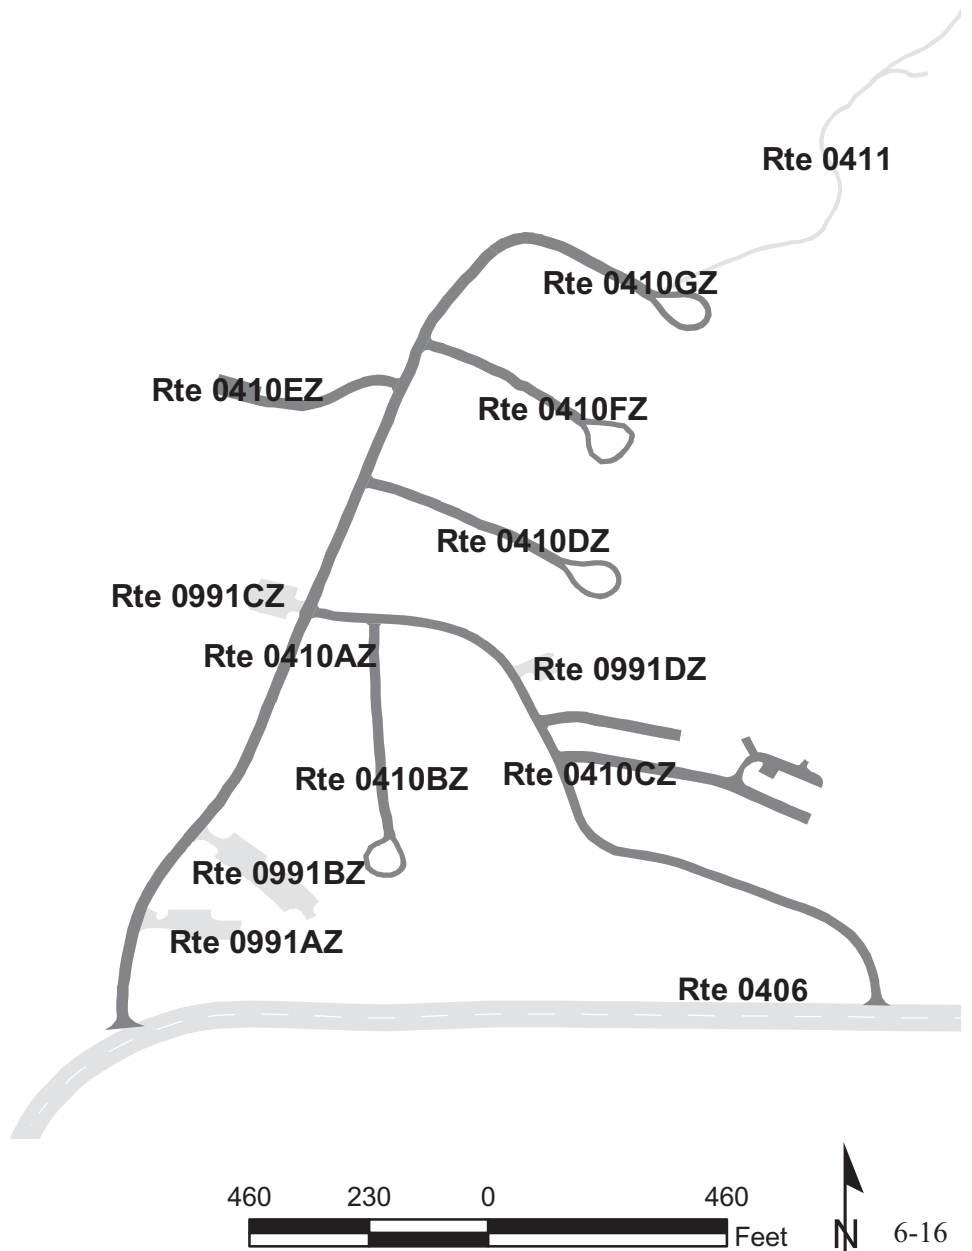 Rte 0411
Rte 0410GZ
Rte 0410EZ
Rte 0410FZ
Rte 0410DZ
Rte 0991CZ
Rte 0410AZ
Rte 0991DZ
Rte 0410CZ
Rte 0410BZ
Rte 0991BZ
Rte 0991AZ
Rte 0406
460 230 0 460
Feet
N
6-16